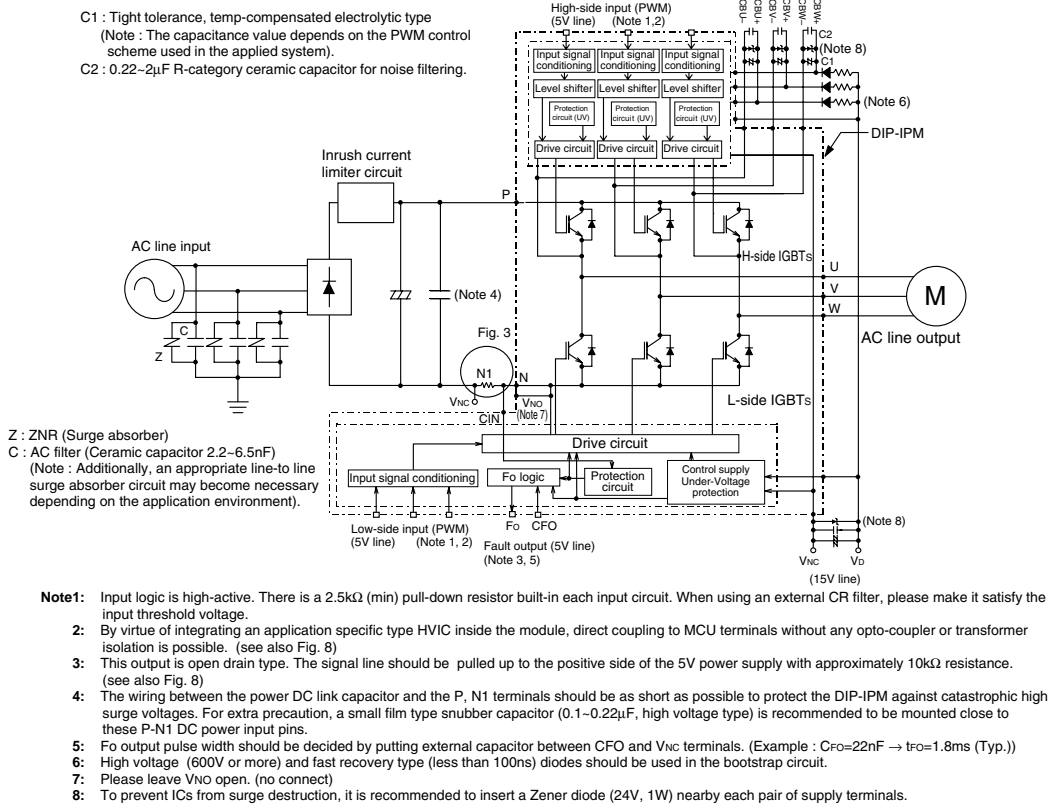 C1 : Tight tolerance, temp-compensated electrolytic type
(Note : The capacitance value depends on the PWM control
scheme used in the applied system).
C2 : 0.22~2μF R-category ceramic capacitor for noise filtering.
High-side input (PWM)
(5V line) (Note 1,2)
CBU–
CBU+
CBV–
CBV+
CBW–
CBW+
C2
(Note 8)
C1
(Note 6)
Input signal conditioning
Input signal conditioning
Input signal conditioning
Level shifter
Level shifter
Level shifter
Protection circuit (UV)
Protection circuit (UV)
Protection circuit (UV)
Drive circuit
Drive circuit
Drive circuit
DIP-IPM
Inrush current
limiter circuit
P
AC line input
H-side IGBTs
U
V
W
M
AC line output
(Note 4)
C
Z
Fig. 3
N1
VNC
N
VNO
(Note 7)
CIN
L-side IGBTs
Z : ZNR (Surge absorber)
C : AC filter (Ceramic capacitor 2.2~6.5nF)
(Note : Additionally, an appropriate line-to line
surge absorber circuit may become necessary
depending on the application environment).
Drive circuit
Input signal conditioning
Fo logic
Protection
circuit
Control supply
Under-Voltage
protection
Low-side input (PWM)
(5V line) (Note 1, 2)
FO CFO
Fault output (5V line)
(Note 3, 5)
(Note 8)
VNC VD
(15V line)
Note1: Input logic is high-active. There is a 2.5kΩ (min) pull-down resistor built-in each input circuit. When using an external CR filter, please make it satisfy the
input threshold voltage.
2: By virtue of integrating an application specific type HVIC inside the module, direct coupling to MCU terminals without any opto-coupler or transformer
isolation is possible. (see also Fig. 8)
3: This output is open drain type. The signal line should be pulled up to the positive side of the 5V power supply with approximately 10kΩ resistance.
(see also Fig. 8)
4: The wiring between the power DC link capacitor and the P, N1 terminals should be as short as possible to protect the DIP-IPM against catastrophic high
surge voltages. For extra precaution, a small film type snubber capacitor (0.1~0.22μF, high voltage type) is recommended to be mounted close to
these P-N1 DC power input pins.
5: Fo output pulse width should be decided by putting external capacitor between CFO and VNC terminals. (Example : CFO=22nF → tFO=1.8ms (Typ.))
6: High voltage (600V or more) and fast recovery type (less than 100ns) diodes should be used in the bootstrap circuit.
7: Please leave VNO open. (no connect)
8: To prevent ICs from surge destruction, it is recommended to insert a Zener diode (24V, 1W) nearby each pair of supply terminals.